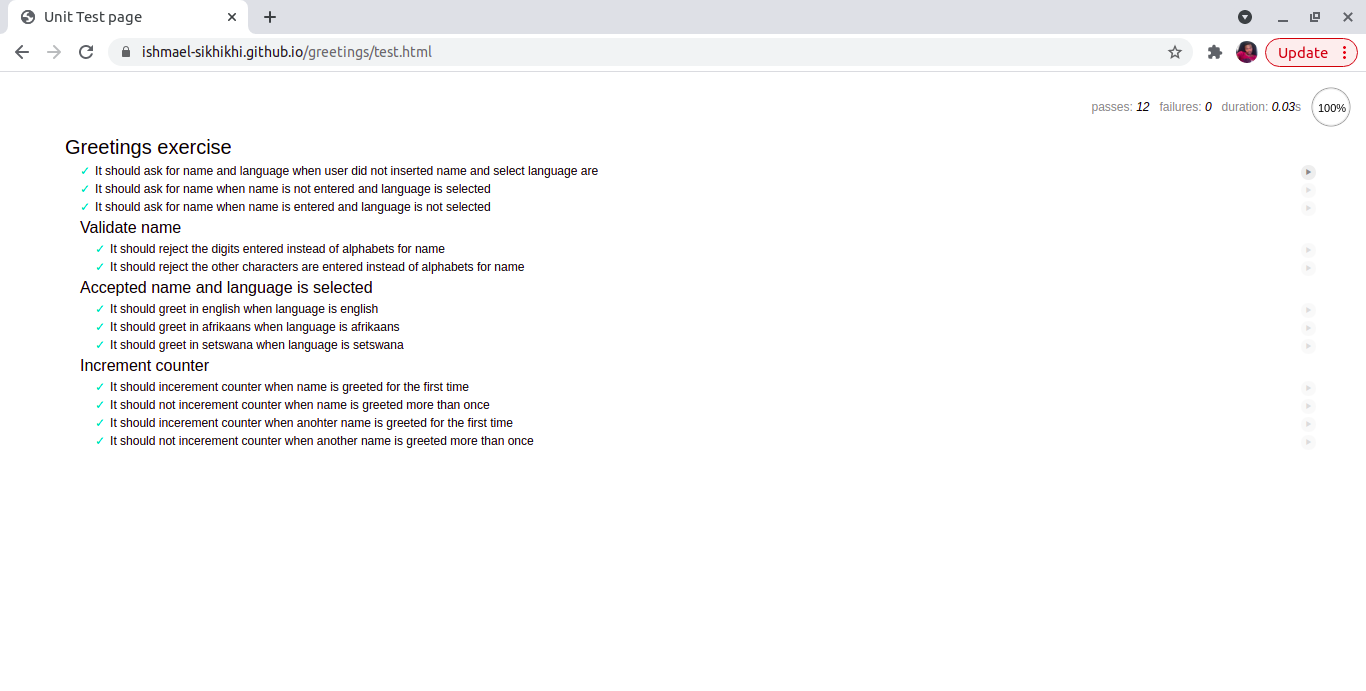 Unit Test page
ishmael-sikhikhi.github.io/greetings/test.html
Update
passes: 12 failures: 0 duration: 0.03s 100%
Greetings exercise
✓ It should ask for name and language when user did not inserted name and select language are
✓ It should ask for name when name is not entered and language is selected
✓ It should ask for name when name is entered and language is not selected
Validate name
✓ It should reject the digits entered instead of alphabets for name
✓ It should reject the other characters are entered instead of alphabets for name
Accepted name and language is selected
✓ It should greet in english when language is english
✓ It should greet in afrikaans when language is afrikaans
✓ It should greet in setswana when language is setswana
Increment counter
✓ It should incerement counter when name is greeted for the first time
✓ It should not incerement counter when name is greeted more than once
✓ It should incerement counter when anohter name is greeted for the first time
✓ It should not incerement counter when another name is greeted more than once